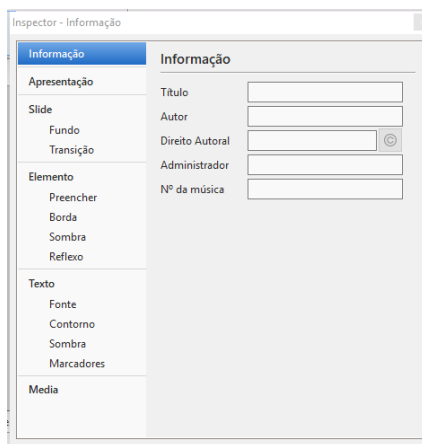 Inspector - Informação
Informação
Apresentação
Slide
Fundo
Transição
Elemento
Preencher
Borda
Sombra
Reflexo
Texto
Fonte
Contorno
Sombra
Marcadores
Media
Informação
Título
Autor
Direito Autoral ©
Administrador
Nº da música